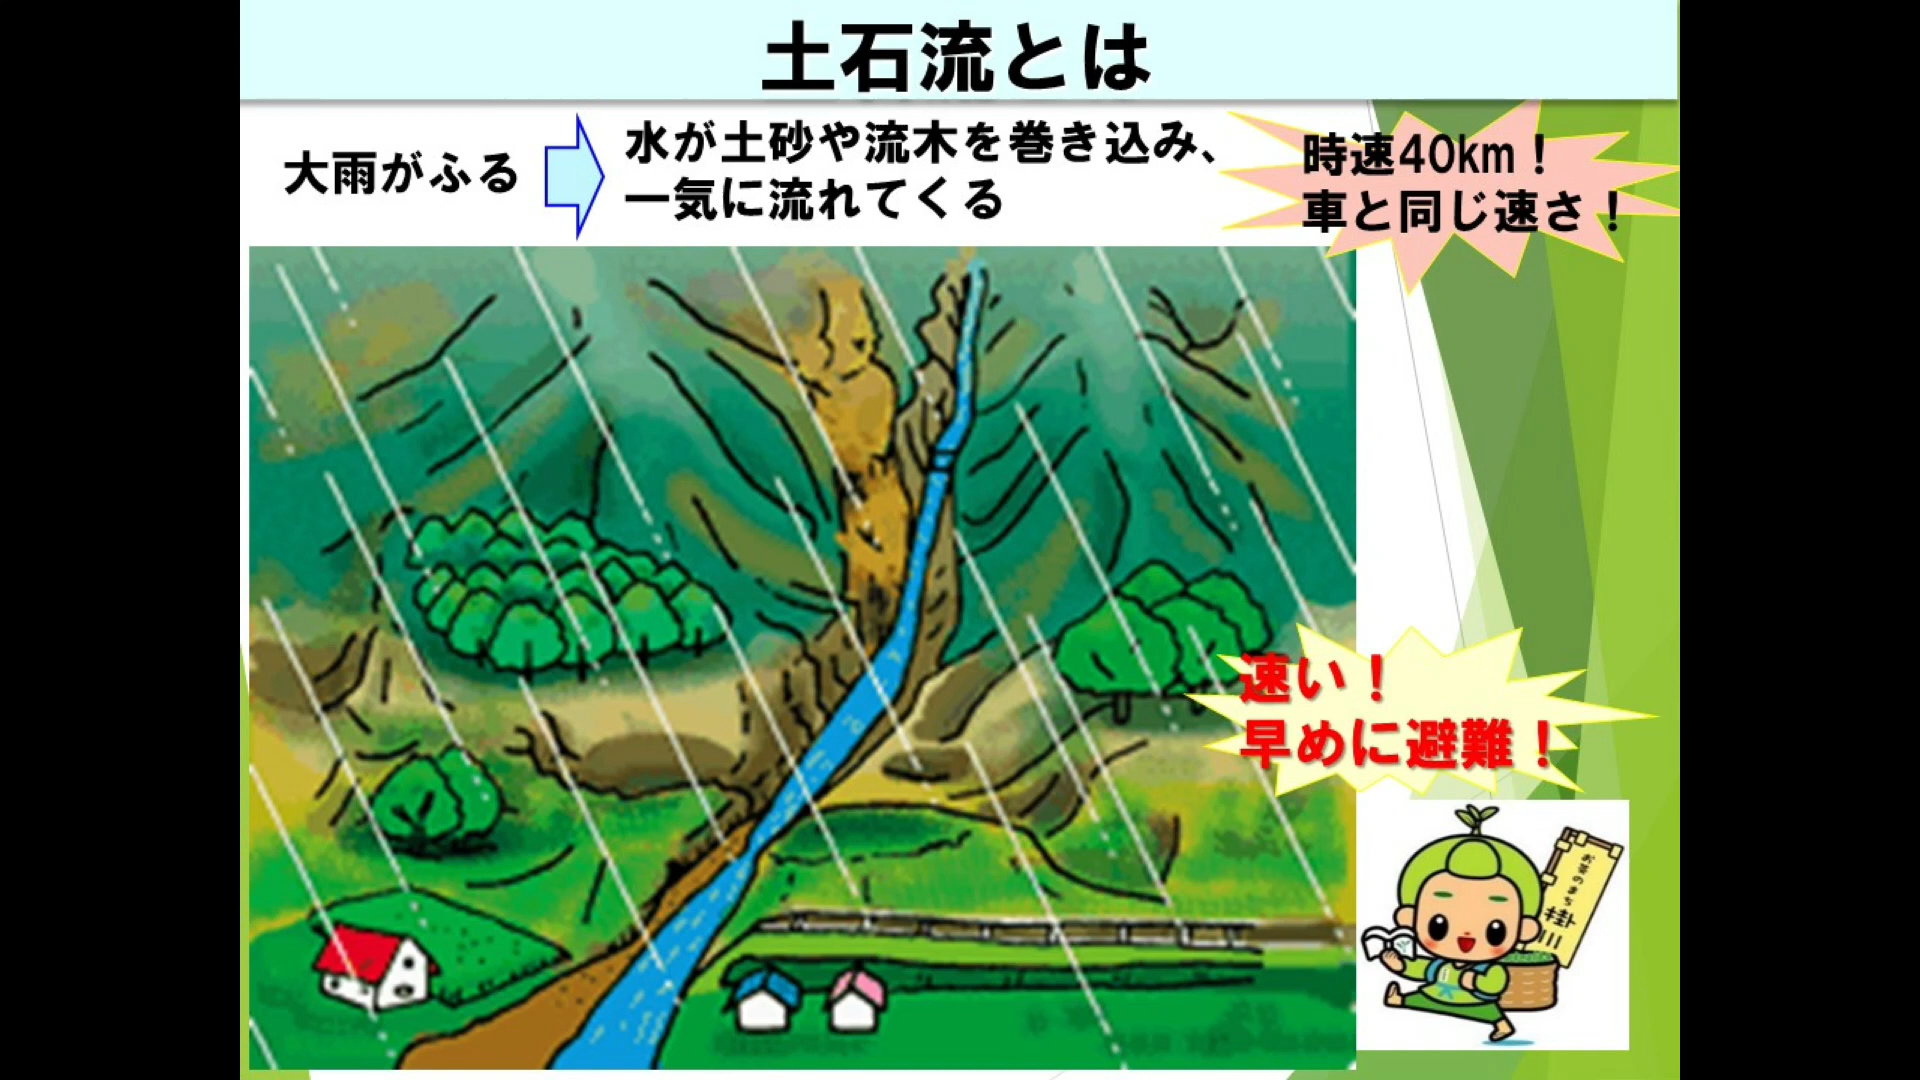 土石流とは
大雨がふる
水が土砂や流木を巻き込み、
一気に流れてくる
時速40km！
車と同じ速さ！
速い！
早めに避難！
お茶のまち
掛川